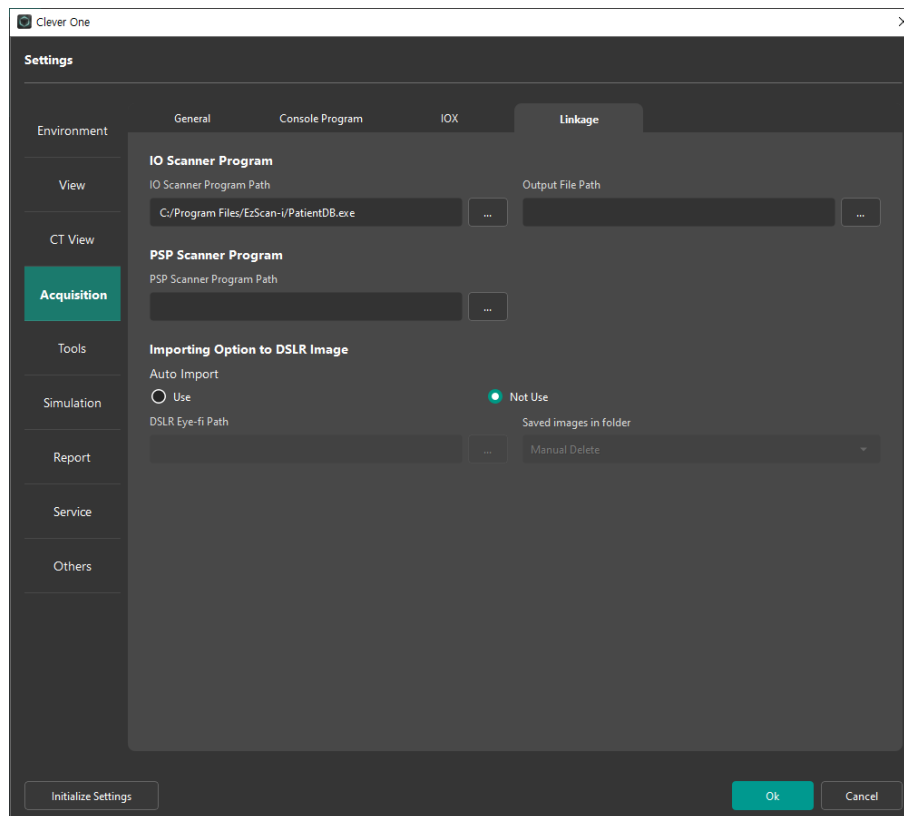 Clever One
Settings
Environment
View
CT View
Acquisition
Tools
Simulation
Report
Service
Others
General Console Program IOX Linkage
IO Scanner Program
IO Scanner Program Path Output File Path
C:/Program Files/EzScan-i/PatientDB.exe ... ...
PSP Scanner Program
PSP Scanner Program Path
...
Importing Option to DSLR Image
Auto Import
Use Not Use
DSLR Eye-fi Path Saved images in folder
... Manual Delete
Initialize Settings Ok Cancel